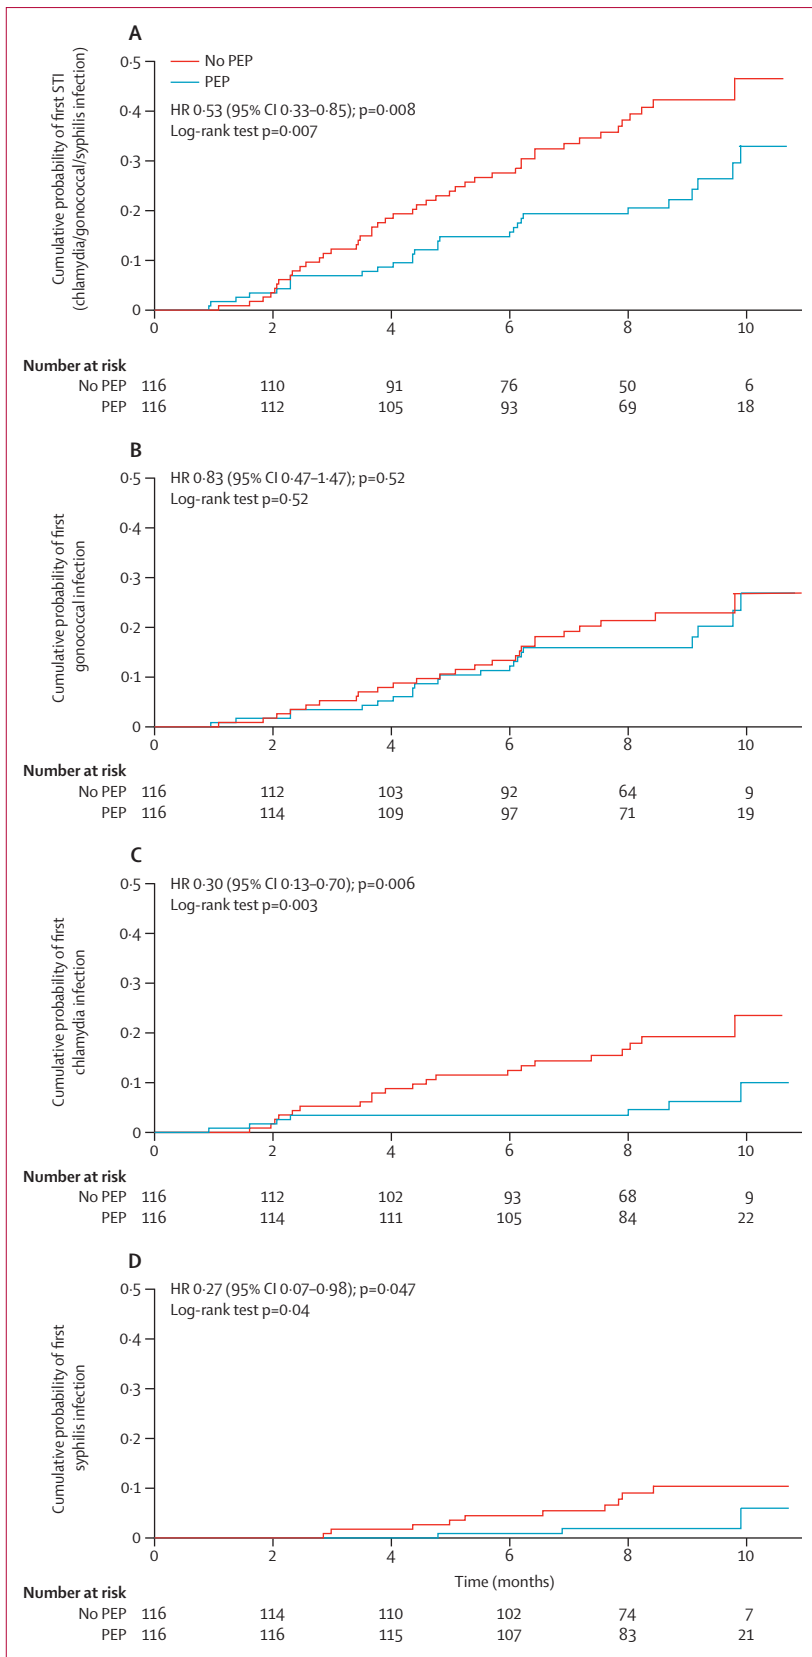 A
Cumulative probability of first STI
(chlamydia/gonococcal/syphilis infection)
0·5
0·4
0·3
0·2
0·1
0
No PEP
PEP
HR 0·53 (95% CI 0·33–0·85); p=0·008
Log-rank test p=0·007
0 2 4 6 8 10
Number at risk
No PEP 116 110 91 76 50 6
PEP 116 112 105 93 69 18
B
Cumulative probability of first
gonococcal infection
0·5
0·4
0·3
0·2
0·1
0
HR 0·83 (95% CI 0·47–1·47); p=0·52
Log-rank test p=0·52
0 2 4 6 8 10
Number at risk
No PEP 116 112 103 92 64 9
PEP 116 114 109 97 71 19
C
Cumulative probability of first
chlamydia infection
0·5
0·4
0·3
0·2
0·1
0
HR 0·30 (95% CI 0·13–0·70); p=0·006
Log-rank test p=0·003
0 2 4 6 8 10
Number at risk
No PEP 116 112 102 93 68 9
PEP 116 114 111 105 84 22
D
Cumulative probability of first
syphilis infection
0·5
0·4
0·3
0·2
0·1
0
HR 0·27 (95% CI 0·07–0·98); p=0·047
Log-rank test p=0·04
0 2 4 6 8 10
Time (months)
Number at risk
No PEP 116 114 110 102 74 7
PEP 116 116 115 107 83 21